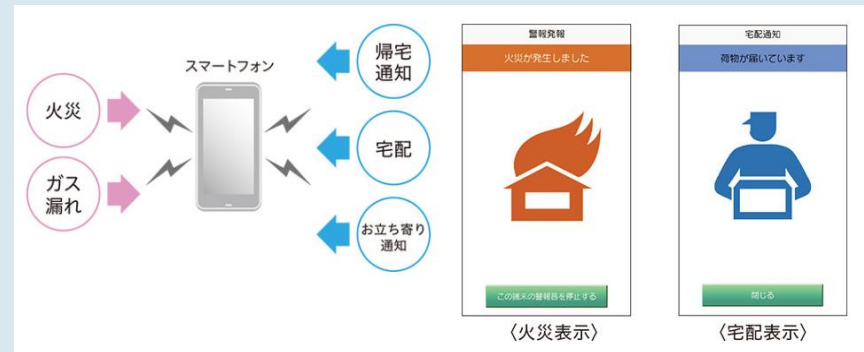 スマートフォン
火災
ガス
漏れ
帰宅
通知
宅配
お立ち寄り
通知
警報発報
火災が発生しました
この端末の警報器を停止する
〈火災表示〉
宅配通知
荷物が届いています
閉じる
〈宅配表示〉